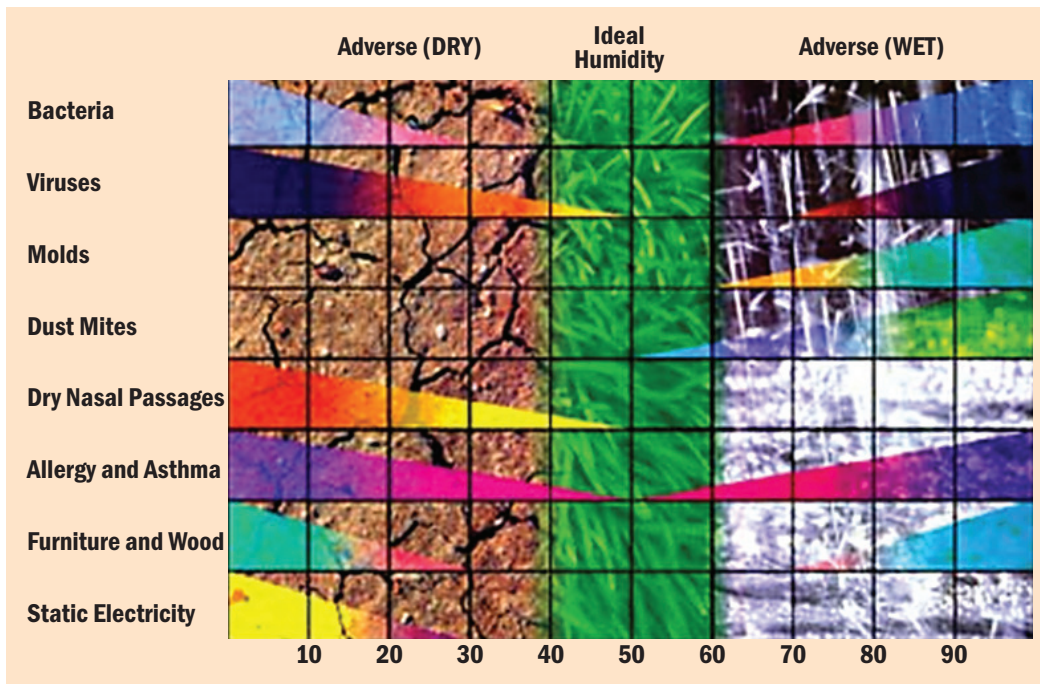 Adverse (DRY)
Ideal
Humidity
Adverse (WET)
Bacteria
Viruses
Molds
Dust Mites
Dry Nasal Passages
Allergy and Asthma
Furniture and Wood
Static Electricity
10 20 30 40 50 60 70 80 90